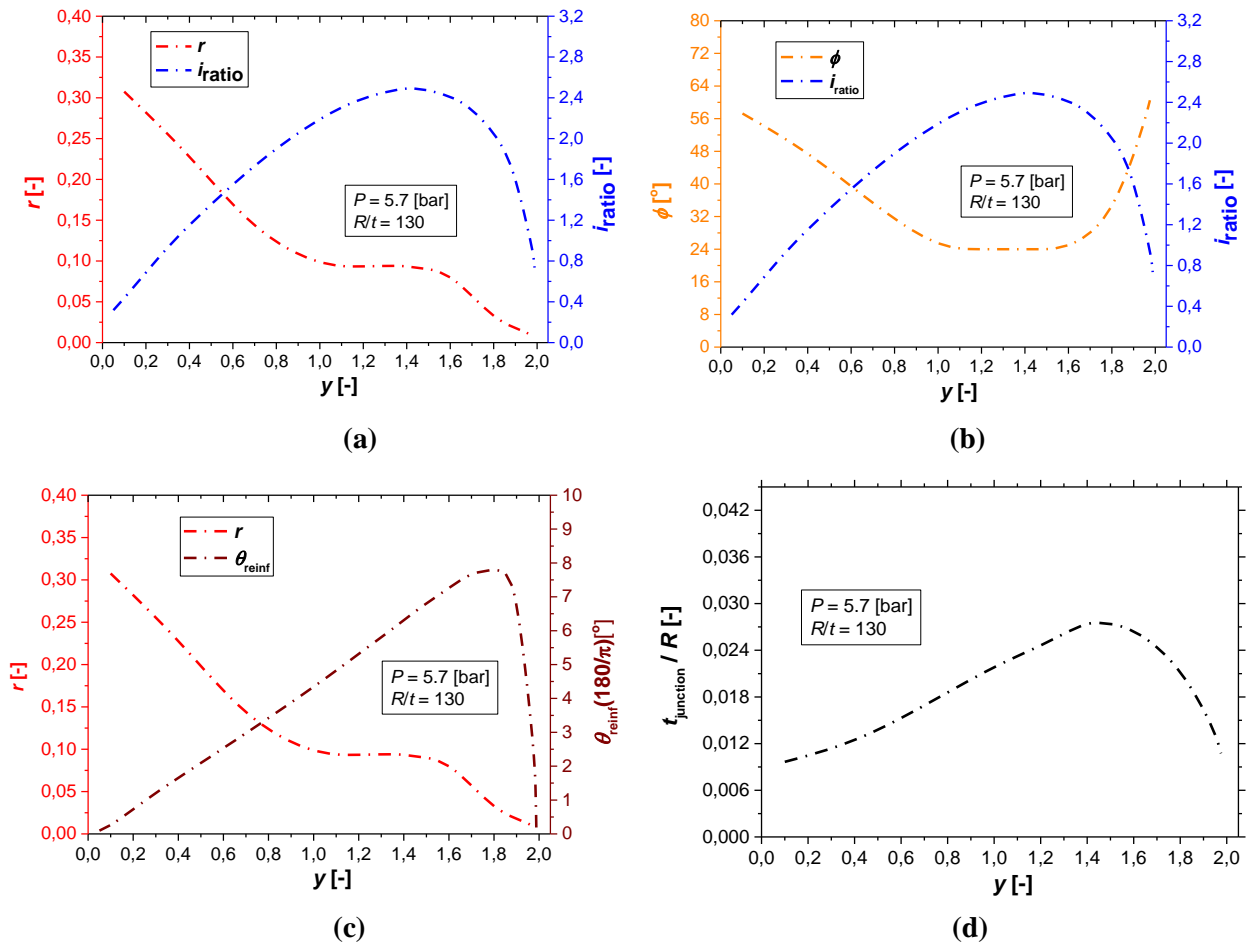 0,40
0,35
0,30
0,25
0,20
0,15
0,10
0,05
0,00
r [-]
r
i ratio
P = 5.7 [bar]
R/t = 130
3,2
2,8
2,4
2,0
1,6
1,2
0,8
0,4
0,0
i ratio [-]
0,0 0,2 0,4 0,6 0,8 1,0 1,2 1,4 1,6 1,8 2,0
y [-]
(a)
80
72
64
56
48
40
32
24
16
8
0
ϕ [°]
ϕ
i ratio
P = 5.7 [bar]
R/t = 130
3,2
2,8
2,4
2,0
1,6
1,2
0,8
0,4
0,0
i ratio [-]
0,0 0,2 0,4 0,6 0,8 1,0 1,2 1,4 1,6 1,8 2,0
y [-]
(b)
0,40
0,35
0,30
0,25
0,20
0,15
0,10
0,05
0,00
r [-]
r
θ reinf
P = 5.7 [bar]
R/t = 130
10
9
8
7
6
5
4
3
2
1
0
θ reinf (180/π)[°]
0,0 0,2 0,4 0,6 0,8 1,0 1,2 1,4 1,6 1,8 2,0
y [-]
(c)
0,044
0,036
0,030
0,024
0,018
0,012
0,006
0,000
t junction / R [-]
P = 5.7 [bar]
R/t = 130
0,0 0,2 0,4 0,6 0,8 1,0 1,2 1,4 1,6 1,8 2,0
y [-]
(d)